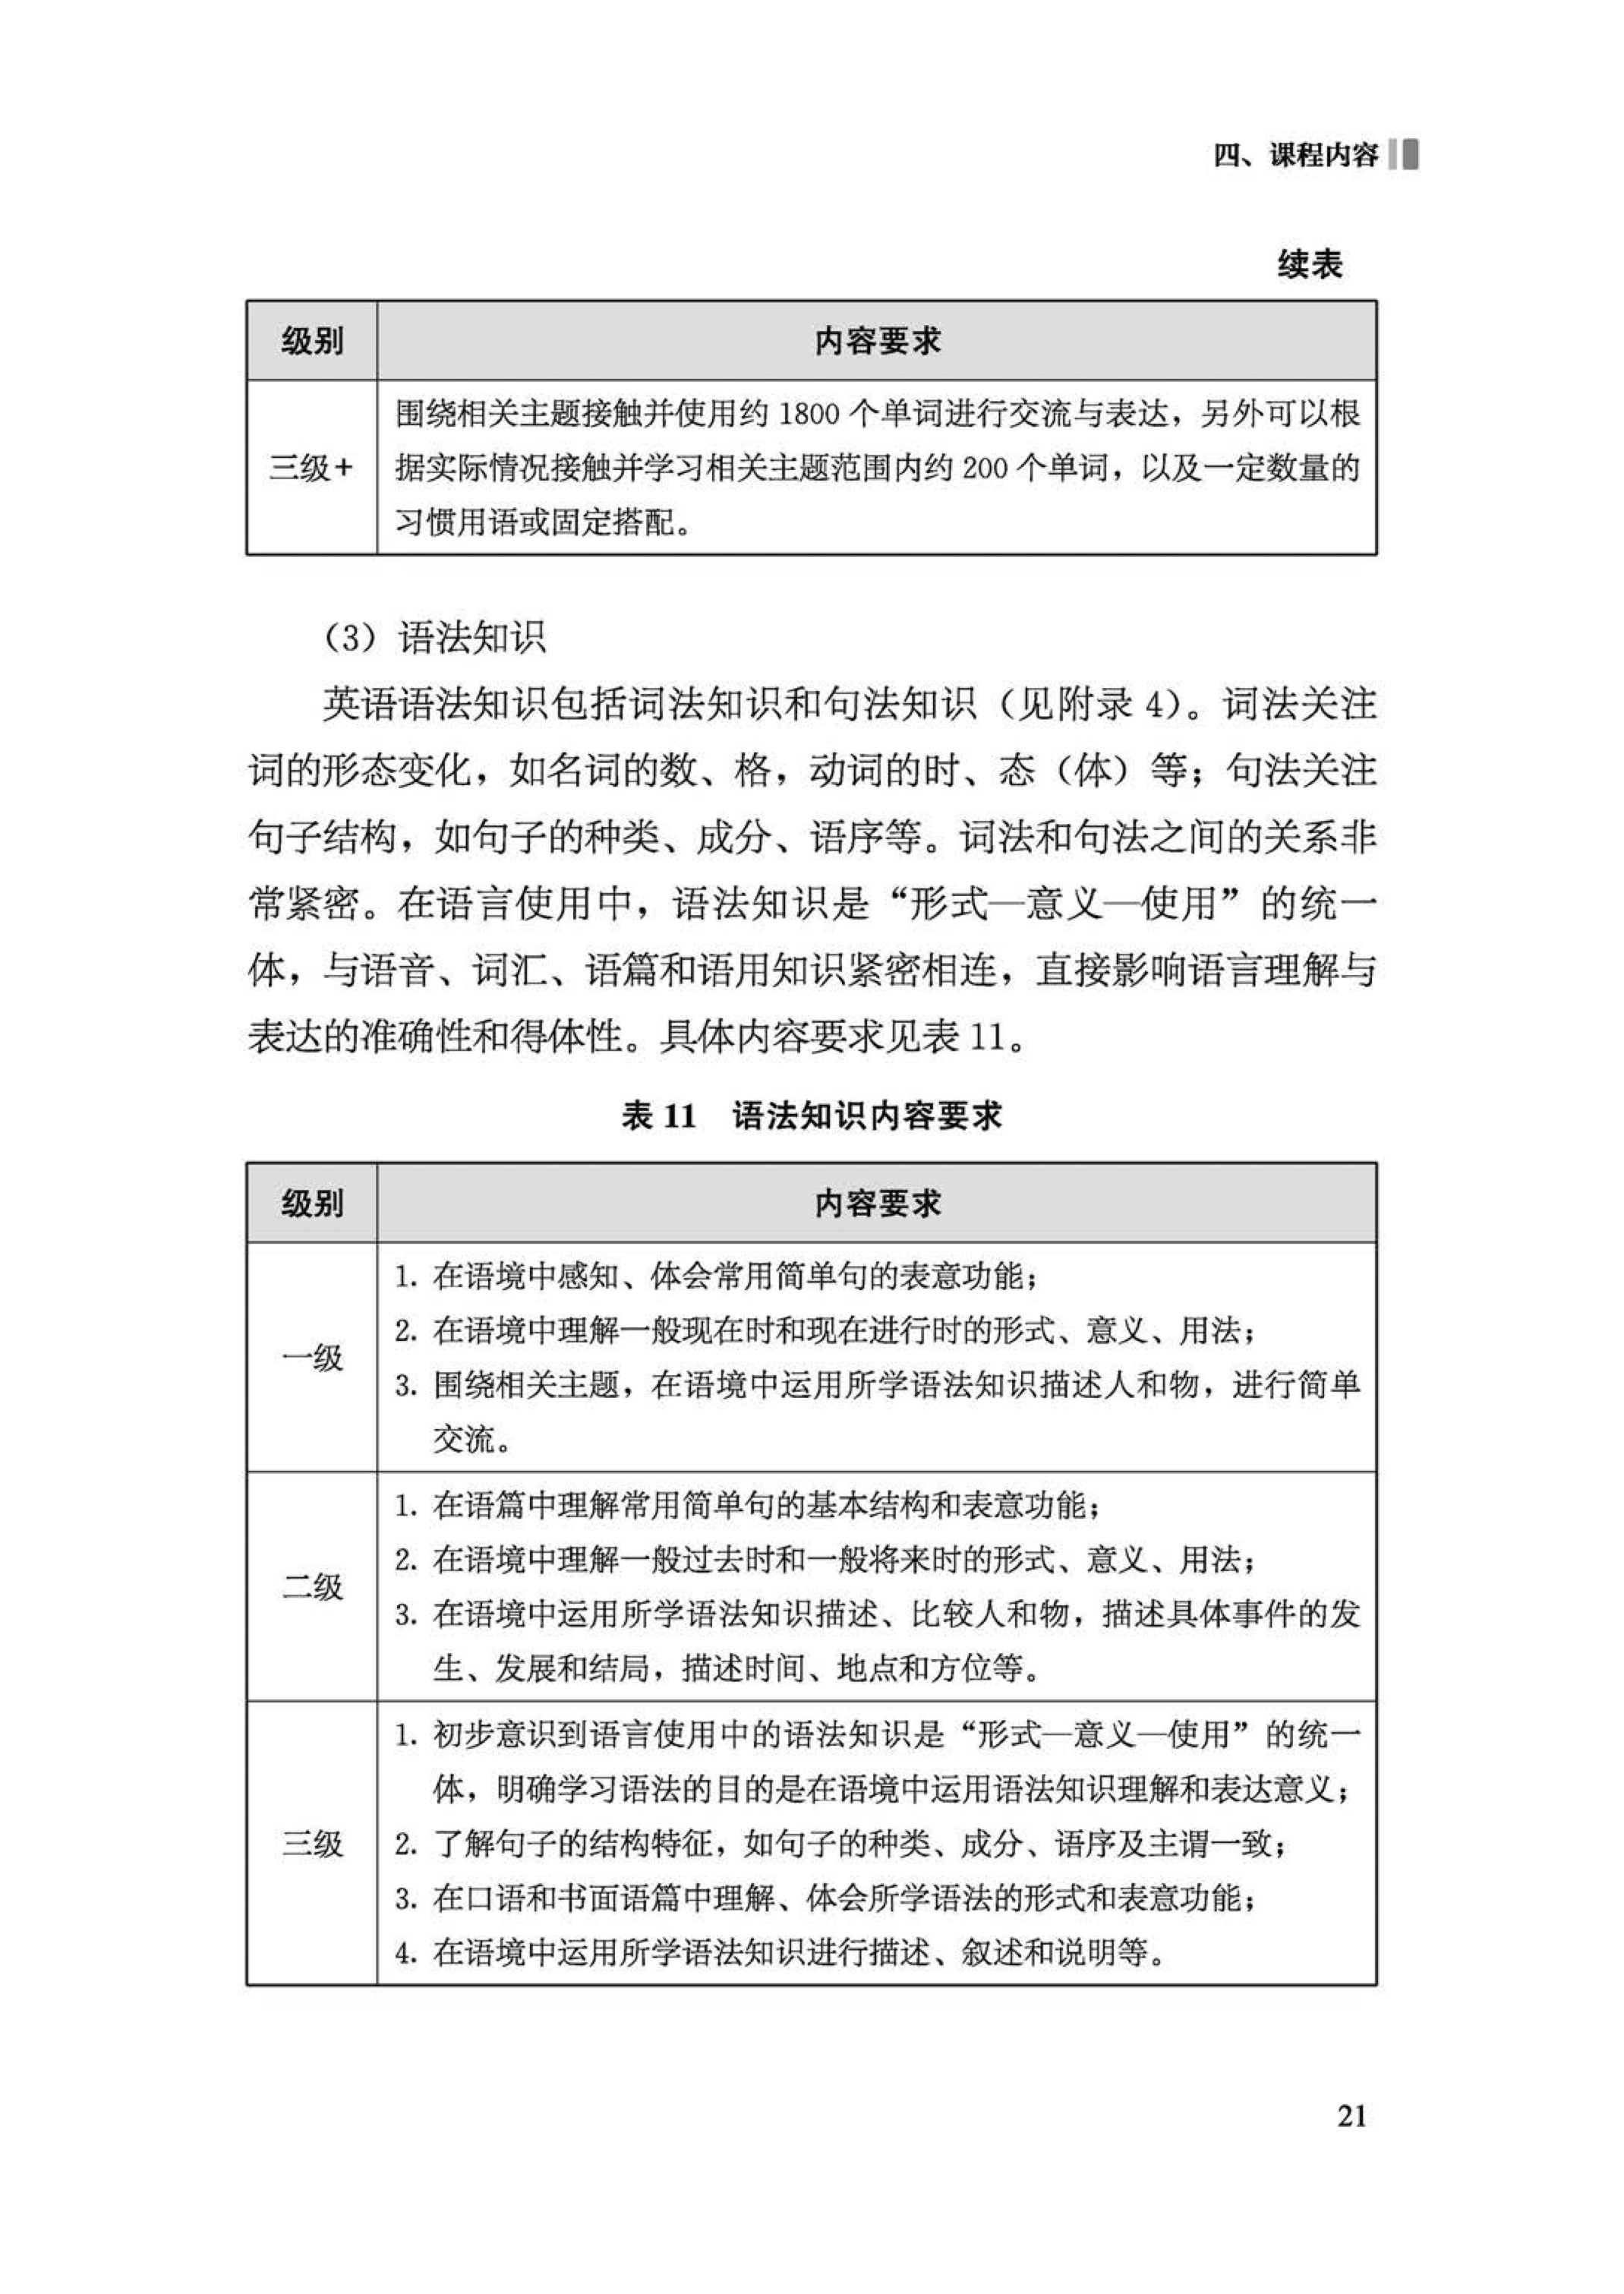 四、课程内容
续表
级别 内容要求
三级+
围绕相关主题接触并使用约 1800 个单词进行交流与表达，另外可以根
据实际情况接触并学习相关主题范围内约 200 个单词，以及一定数量的
习惯用语或固定搭配。
（3）语法知识
英语语法知识包括词法知识和句法知识（见附录 4）。词法关注
词的形态变化，如名词的数、格，动词的时、态（体）等；句法关注
句子结构，如句子的种类、成分、语序等。词法和句法之间的关系非
常紧密。在语言使用中，语法知识是“形式—意义—使用”的统一
体，与语音、词汇、语篇和语用知识紧密相连，直接影响语言理解与
表达的准确性和得体性。具体内容要求见表 11。
表 11 语法知识内容要求
级别 内容要求
一级
1. 在语境中感知、体会常用简单句的表意功能；
2. 在语境中理解一般现在时和现在进行时的形式、意义、用法；
3. 围绕相关主题，在语境中运用所学语法知识描述人和物，进行简单
交流。
二级
1. 在语篇中理解常用简单句的基本结构和表意功能；
2. 在语境中理解一般过去时和一般将来时的形式、意义、用法；
3. 在语境中运用所学语法知识描述、比较人和物，描述具体事件的发
生、发展和结局，描述时间、地点和方位等。
三级
1. 初步意识到语言使用中的语法知识是“形式—意义—使用”的统一
体，明确学习语法的目的是在语境中运用语法知识理解和表达意义；
2. 了解句子的结构特征，如句子的种类、成分、语序及主谓一致；
3. 在口语和书面语篇中理解、体会所学语法的形式和表意功能；
4. 在语境中运用所学语法知识进行描述、叙述和说明等。
21